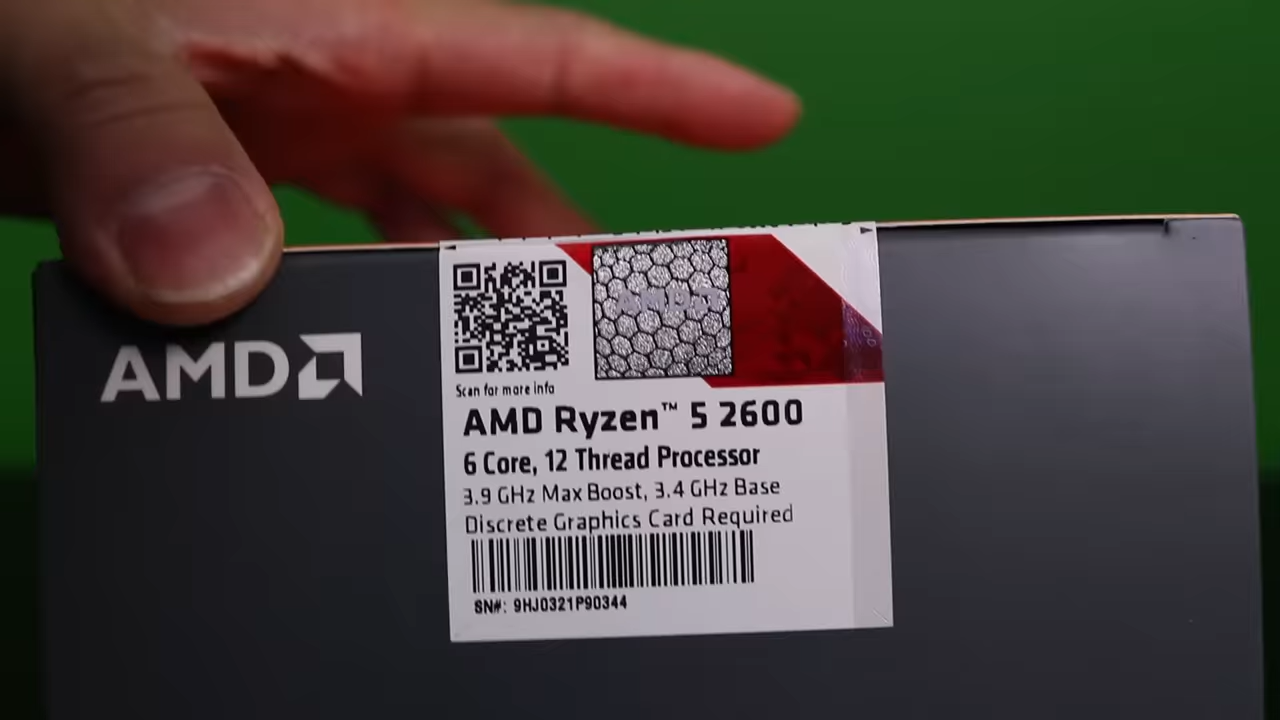 AMD
AMD
Scan for more info
AMD Ryzen™ 5 2600
6 Core, 12 Thread Processor
3.9 GHz Max Boost, 3.4 GHz Base
Discrete Graphics Card Required
SN#: 9HJ0321P90344